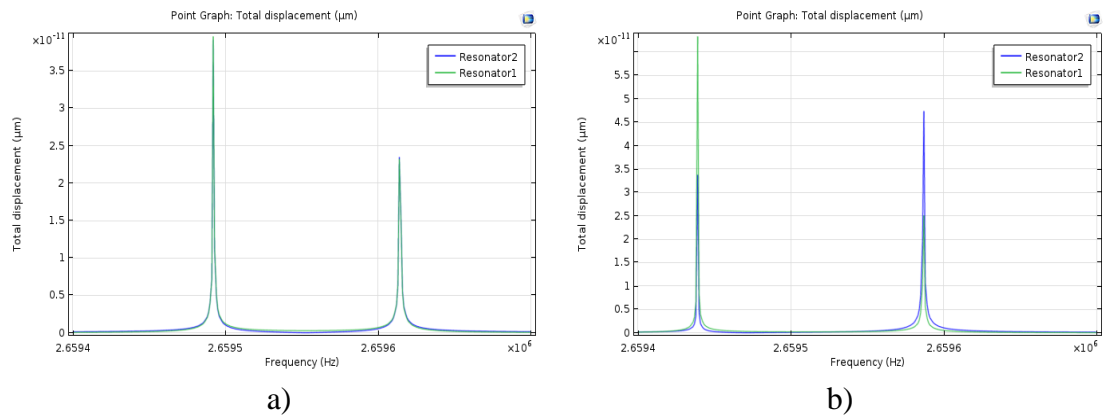 Point Graph: Total displacement (µm)
×10⁻¹¹
Resonator2
Resonator1
3.5
3
2.5
2
1.5
1
0.5
0
Total displacement (µm)
2.6594
2.6595
2.6596
×10⁶
Frequency (Hz)
a)
Point Graph: Total displacement (µm)
×10⁻¹¹
Resonator2
Resonator1
5.5
5
4.5
4
3.5
3
2.5
2
1.5
1
0.5
0
Total displacement (µm)
2.6594
2.6595
2.6596
×10⁶
Frequency (Hz)
b)